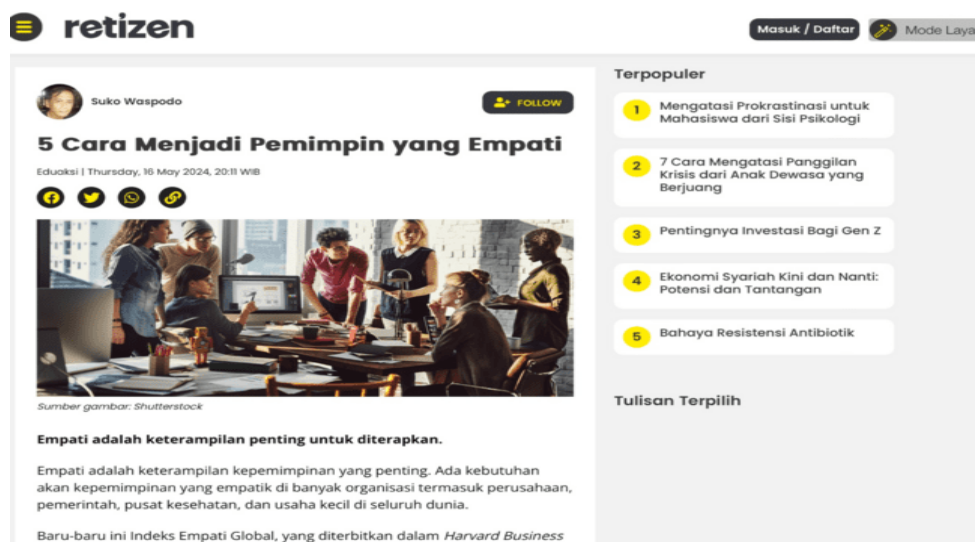 retizen
Masuk / Daftar
Mode Laya
Suko Waspodo
FOLLOW
5 Cara Menjadi Pemimpin yang Empati
Eduaksi | Thursday, 16 May 2024, 20:11 WIB
Sumber gambar: Shutterstock
Empati adalah keterampilan penting untuk diterapkan.
Empati adalah keterampilan kepemimpinan yang penting. Ada kebutuhan
akan kepemimpinan yang empatik di banyak organisasi termasuk perusahaan,
pemerintah, pusat kesehatan, dan usaha kecil di seluruh dunia.
Baru-baru ini Indeks Empati Global, yang diterbitkan dalam Harvard Business
Terpopuler
1 Mengatasi Prokrastinasi untuk
Mahasiswa dari Sisi Psikologi
2 7 Cara Mengatasi Panggilan
Krisis dari Anak Dewasa yang
Berjuang
3 Pentingnya Investasi Bagi Gen Z
4 Ekonomi Syariah Kini dan Nanti:
Potensi dan Tantangan
5 Bahaya Resistensi Antibiotik
Tulisan Terpilih